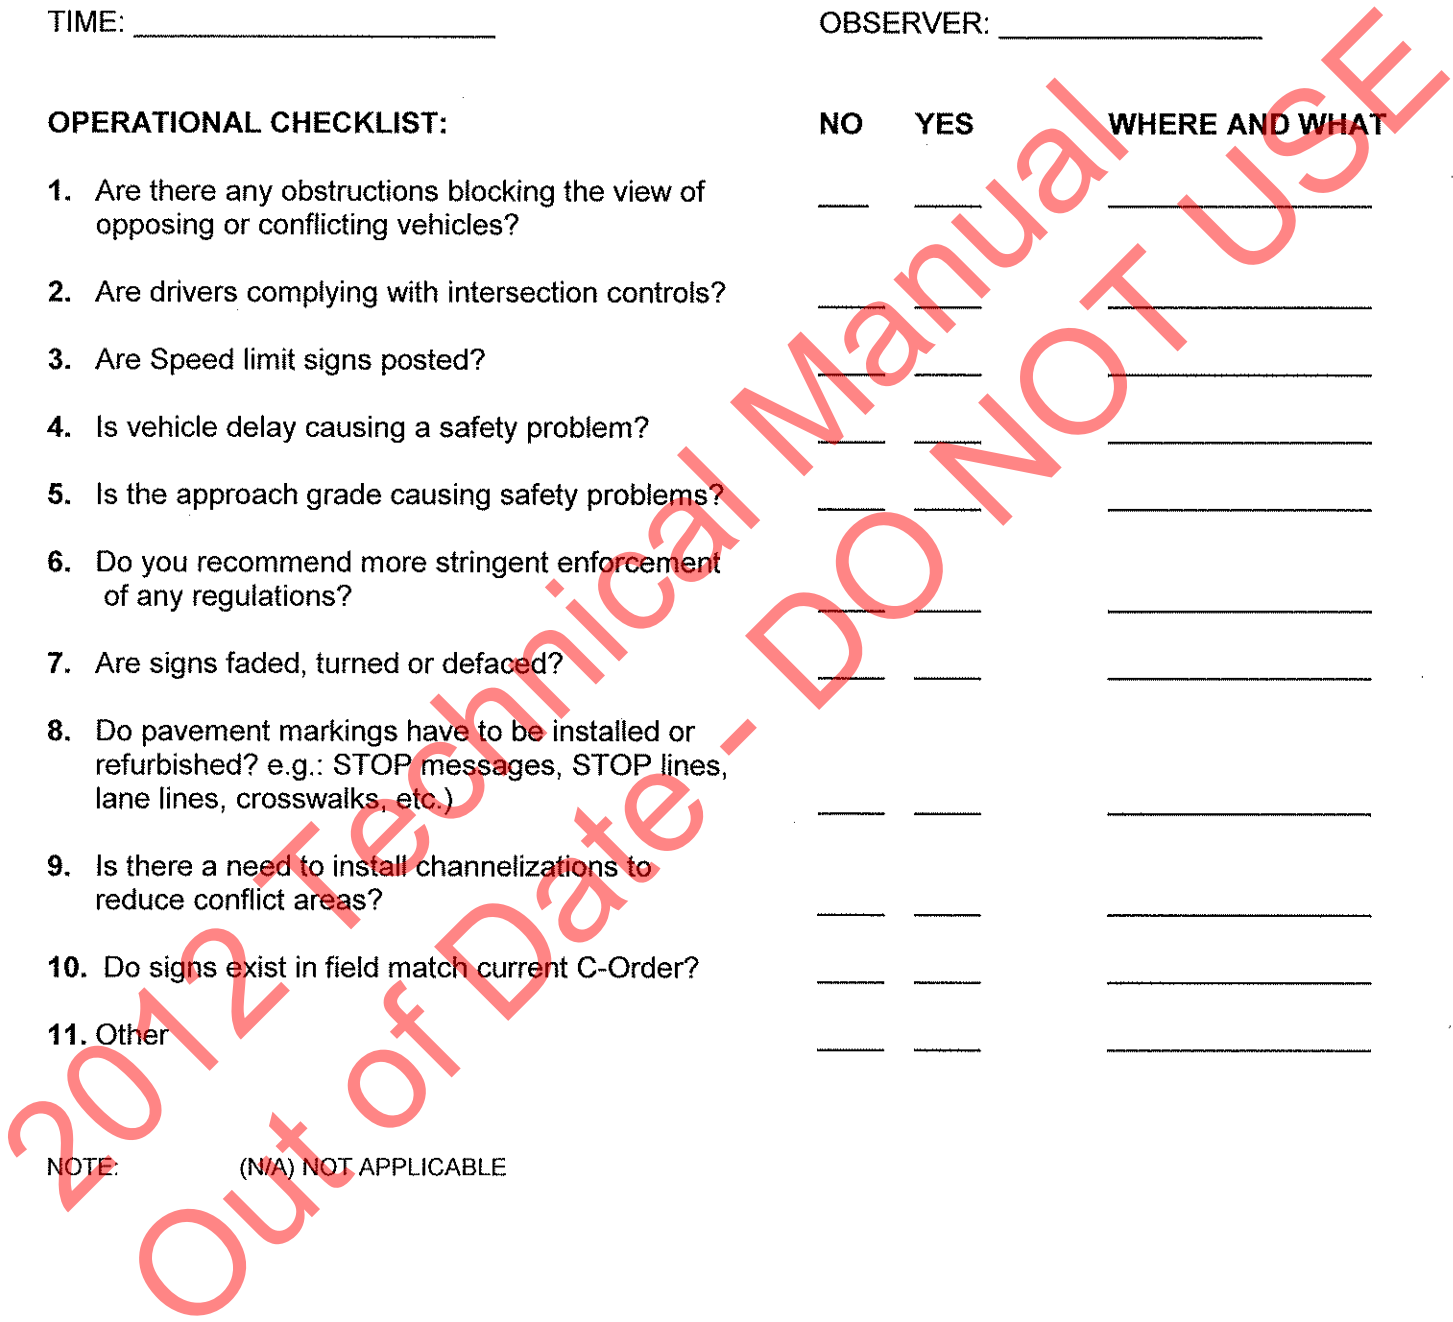 TIME: ____________ OBSERVER: ____________
OPERATIONAL CHECKLIST: NO YES WHERE AND WHAT
1. Are there any obstructions blocking the view of
opposing or conflicting vehicles?
2. Are drivers complying with intersection controls?
3. Are Speed limit signs posted?
4. Is vehicle delay causing a safety problem?
5. Is the approach grade causing safety problems?
6. Do you recommend more stringent enforcement
of any regulations?
7. Are signs faded, turned or defaced?
8. Do pavement markings have to be installed or
refurbished? e.g.: STOP messages, STOP lines,
lane lines, crosswalks, etc.)
9. Is there a need to install channelizations to
reduce conflict areas?
10. Do signs exist in field match current C-Order?
11. Other
NOTE: (N/A) NOT APPLICABLE
2012 Technical Manual
Out of Date - DO NOT USE